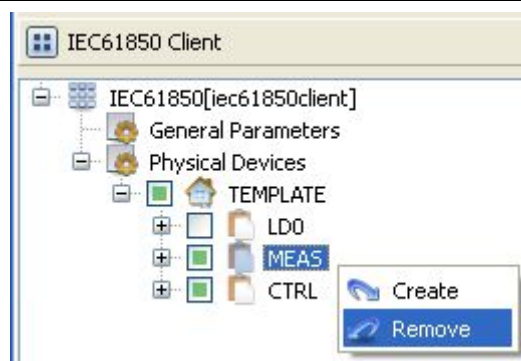 IEC61850 Client
IEC61850[iec61850client]
General Parameters
Physical Devices
TEMPLATE
LD0
MEAS
CTRL
Create
Remove